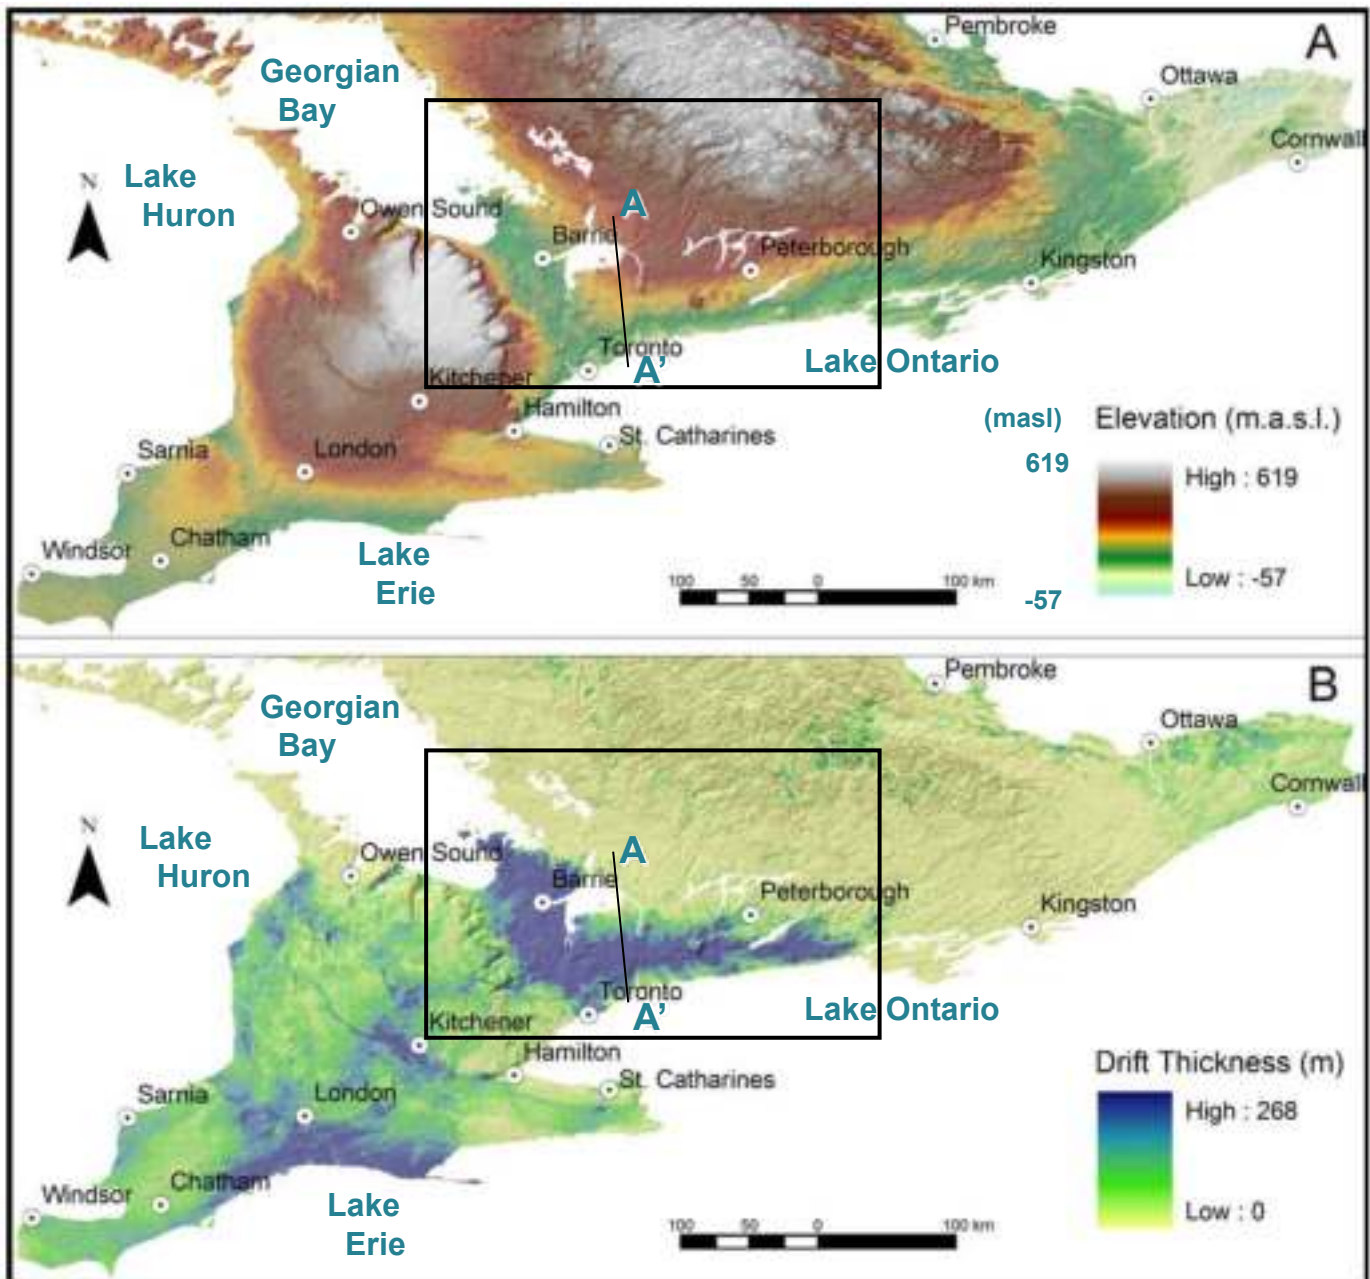 Pembroke
A
Georgian
Bay
Ottawa
Cornwall
N
Lake
Huron
Owen Sound
A
Barrie
Peterborough
Kingston
Toronto
A’
Lake Ontario
Kitchener
Hamilton
(masl)
Elevation (m.a.s.l.)
St. Catharines
Sarnia
London
619
High : 619
Windsor
Chatham
Lake
Erie
100 50 0 100 km
-57
Low : -57
Pembroke
B
Georgian
Bay
Ottawa
Cornwall
N
Lake
Huron
Owen Sound
A
Barrie
Peterborough
Kingston
Toronto
A’
Lake Ontario
Kitchener
Hamilton
Drift Thickness (m)
St. Catharines
Sarnia
London
High : 268
Windsor
Chatham
Lake
Erie
100 50 0 100 km
Low : 0